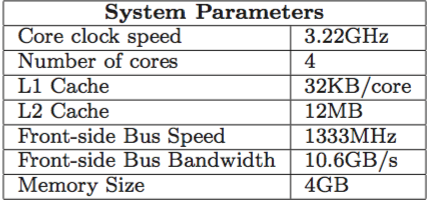 System Parameters
Core clock speed 3.22GHz
Number of cores 4
L1 Cache 32KB/core
L2 Cache 12MB
Front-side Bus Speed 1333MHz
Front-side Bus Bandwidth 10.6GB/s
Memory Size 4GB